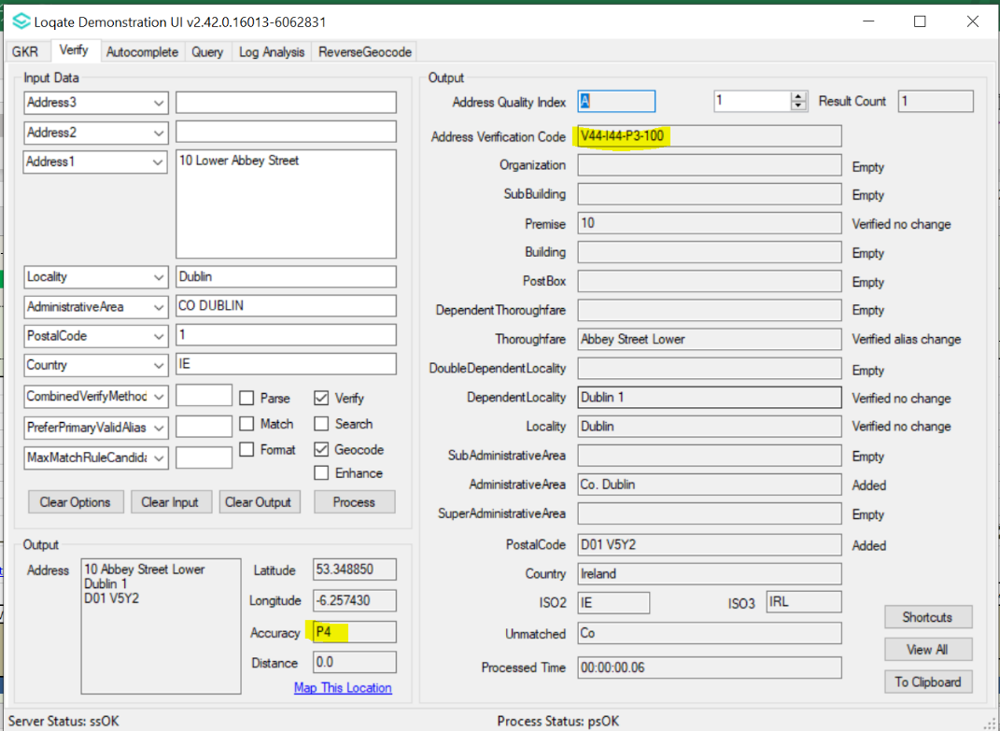 Loqate Demonstration UI v2.42.0.16013-6062831
GKR Verify Autocomplete Query Log Analysis ReverseGeocode
Input Data
Address3
Address2
Address1 10 Lower Abbey Street
Locality Dublin
AdministrativeArea CO DUBLIN
PostalCode 1
Country IE
CombinedVerifyMethod Parse Verify
PreferPrimaryValidAlias Match Search
MaxMatchRuleCandida Format Geocode
Enhance
Clear Options Clear Input Clear Output Process
Output
Address 10 Abbey Street Lower
Dublin 1
D01 V5Y2
Latitude 53.348850
Longitude -6.257430
Accuracy P4
Distance 0.0
Map This Location
Output
Address Quality Index A 1 Result Count 1
Address Verification Code V44-I44-P3-100
Organization Empty
SubBuilding Empty
Premise 10 Verified no change
Building Empty
PostBox Empty
DependentThoroughfare Empty
Thoroughfare Abbey Street Lower Verified alias change
DoubleDependentLocality Empty
DependentLocality Dublin 1 Verified no change
Locality Dublin Verified no change
SubAdministrativeArea Empty
AdministrativeArea Co. Dublin Added
SuperAdministrativeArea Empty
PostalCode D01 V5Y2 Added
Country Ireland
ISO2 IE ISO3 IRL
Unmatched Co
Processed Time 00:00:00.06
Shortcuts
View All
To Clipboard
Server Status: ssOK Process Status: psOK